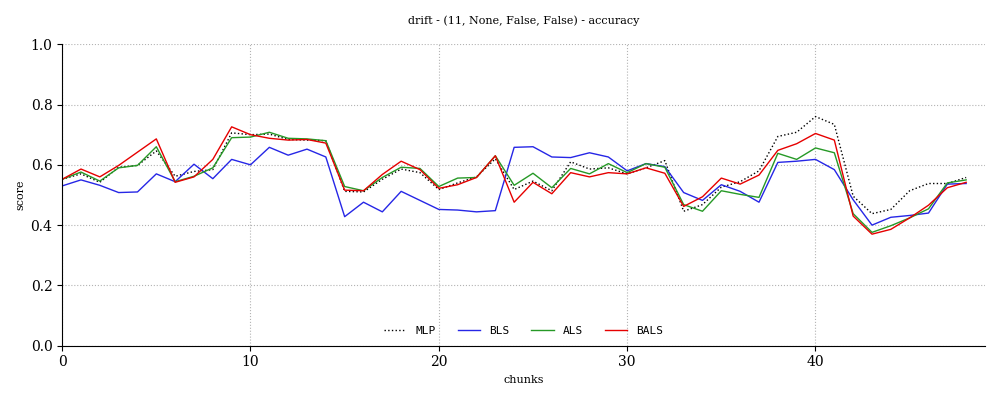 drift - (11, None, False, False) - accuracy
1.0
0.8
0.6
0.4
0.2
0.0
score
0 10 20 30 40
chunks
MLP BLS ALS BALS